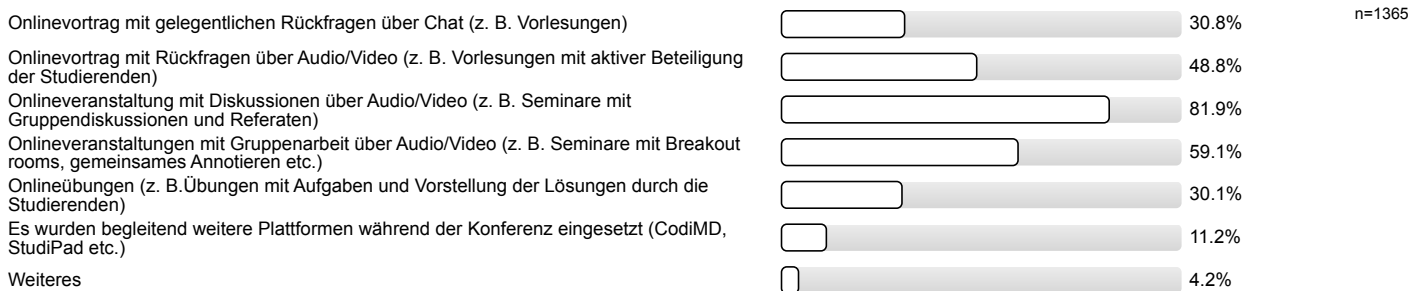 Onlinevortrag mit gelegentlichen Rückfragen über Chat (z. B. Vorlesungen)
30.8%
n=1365
Onlinevortrag mit Rückfragen über Audio/Video (z. B. Vorlesungen mit aktiver Beteiligung
der Studierenden)
48.8%
Onlineveranstaltung mit Diskussionen über Audio/Video (z. B. Seminare mit
Gruppendiskussionen und Referaten)
81.9%
Onlineveranstaltungen mit Gruppenarbeit über Audio/Video (z. B. Seminare mit Breakout
rooms, gemeinsames Annotieren etc.)
59.1%
Onlineübungen (z. B.Übungen mit Aufgaben und Vorstellung der Lösungen durch die
Studierenden)
30.1%
Es wurden begleitend weitere Plattformen während der Konferenz eingesetzt (CodiMD,
StudiPad etc.)
11.2%
Weiteres
4.2%